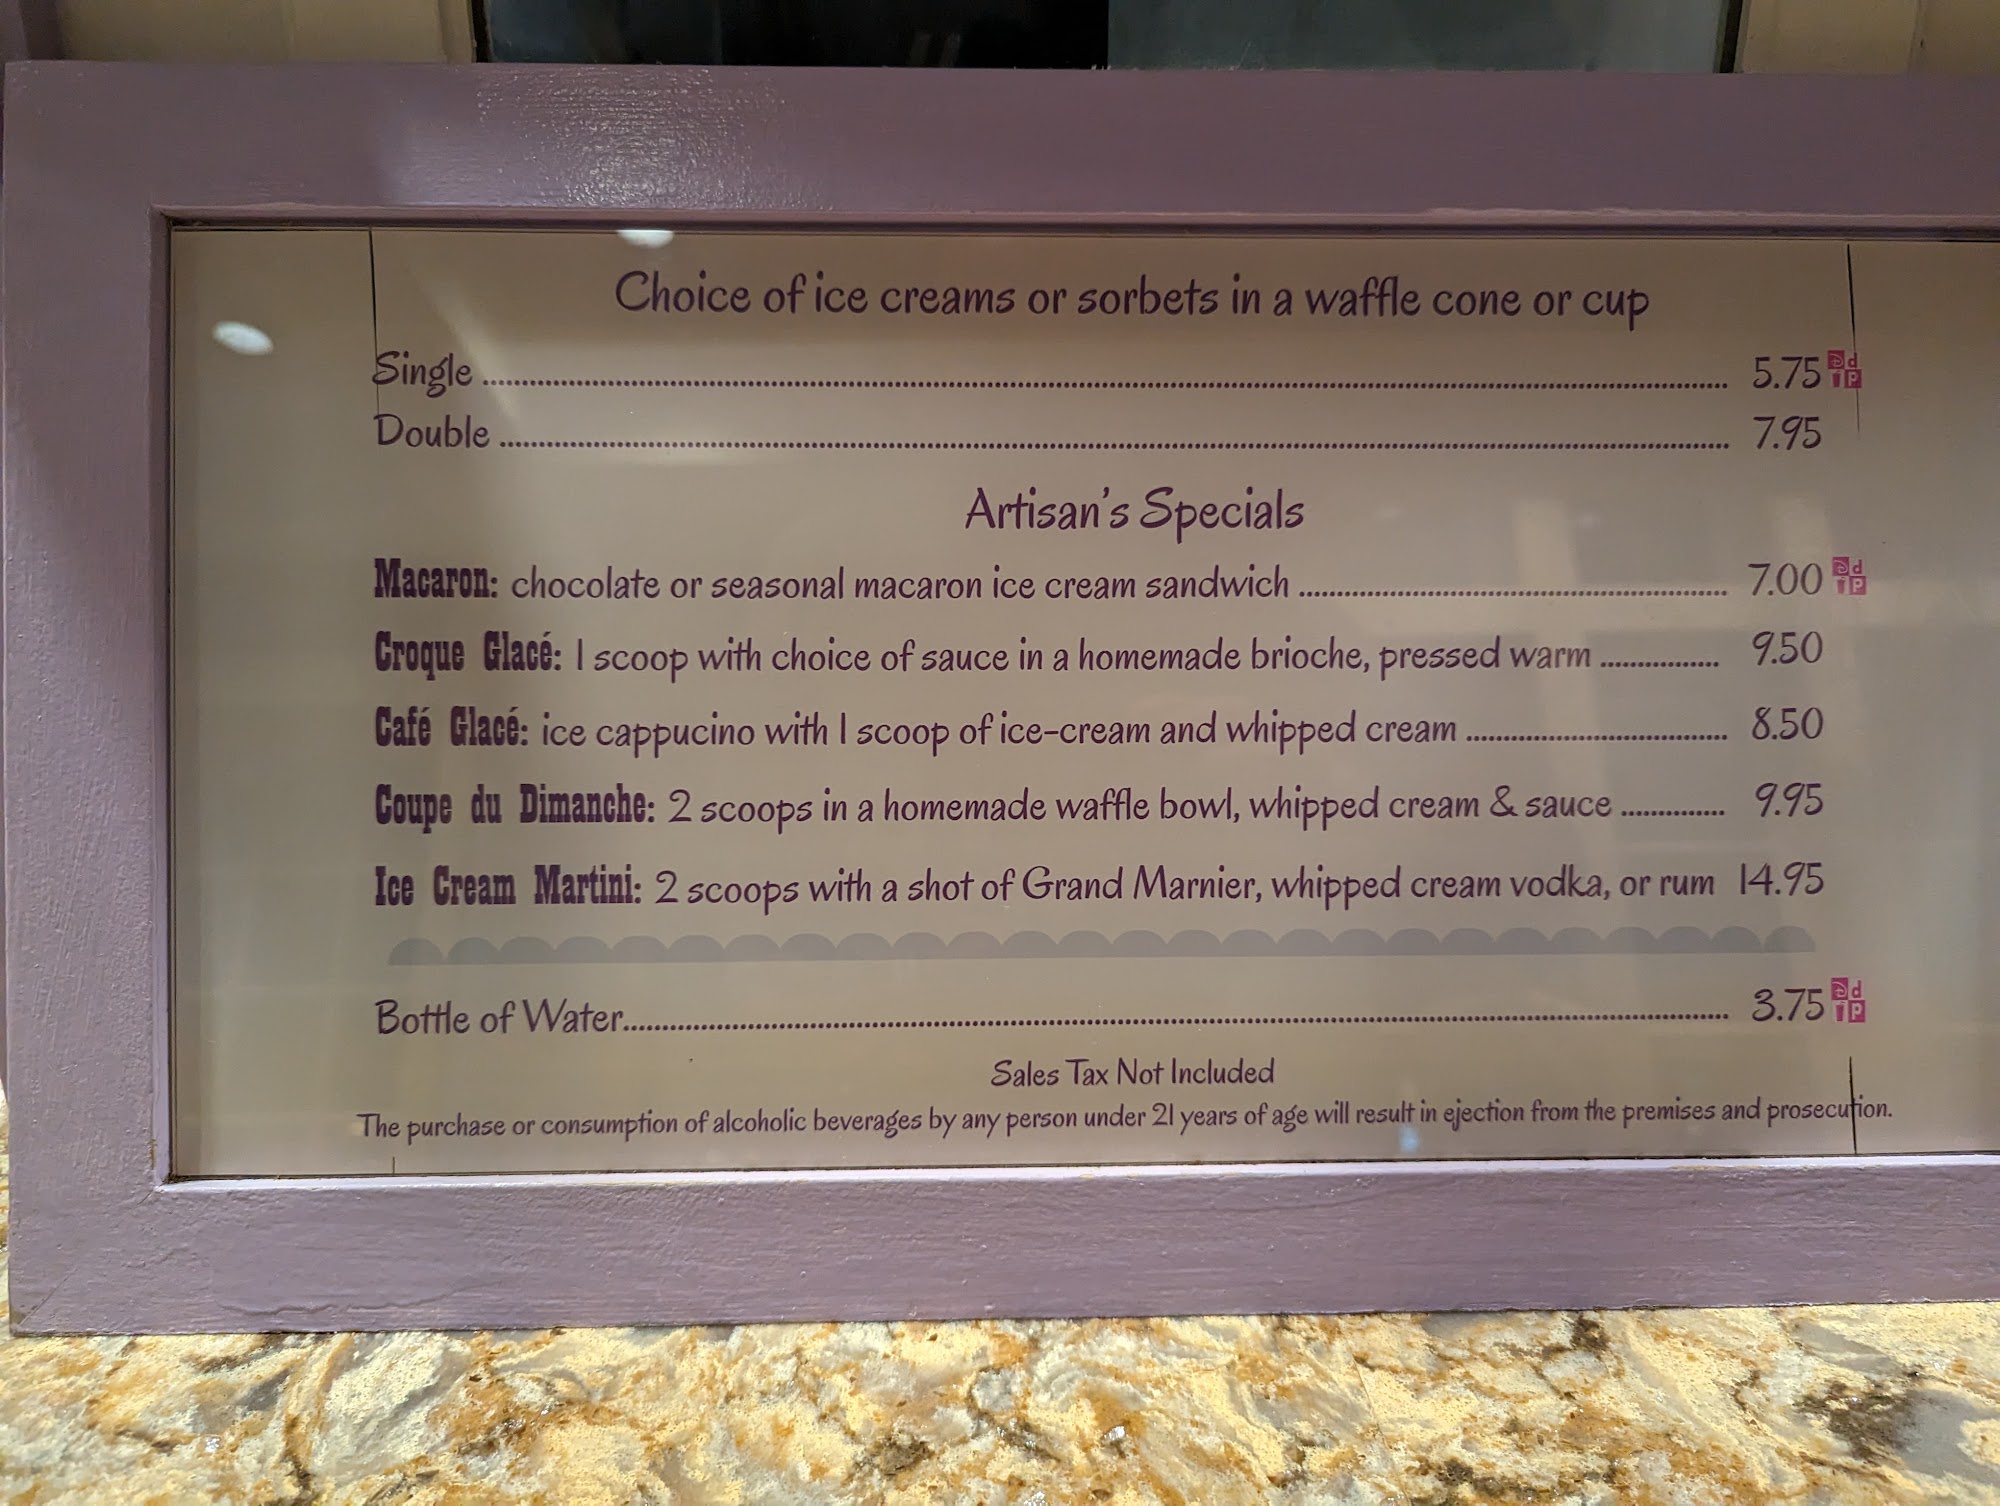 Choice of ice creams or sorbets in a waffle cone or cup
Single ........ 5.75 D d P
Double ........ 7.95
Artisan's Specials
Macaron: chocolate or seasonal macaron ice cream sandwich ........ 7.00 D d P
Croque Glacé: 1 scoop with choice of sauce in a homemade brioche, pressed warm ........ 9.50
Café Glacé: ice cappucino with 1 scoop of ice-cream and whipped cream ........ 8.50
Coupe du Dimanche: 2 scoops in a homemade waffle bowl, whipped cream & sauce ........ 9.95
Ice Cream Martini: 2 scoops with a shot of Grand Marnier, whipped cream vodka, or rum 14.95
Bottle of Water........ 3.75 D d P
Sales Tax Not Included
The purchase or consumption of alcoholic beverages by any person under 21 years of age will result in ejection from the premises and prosecution.